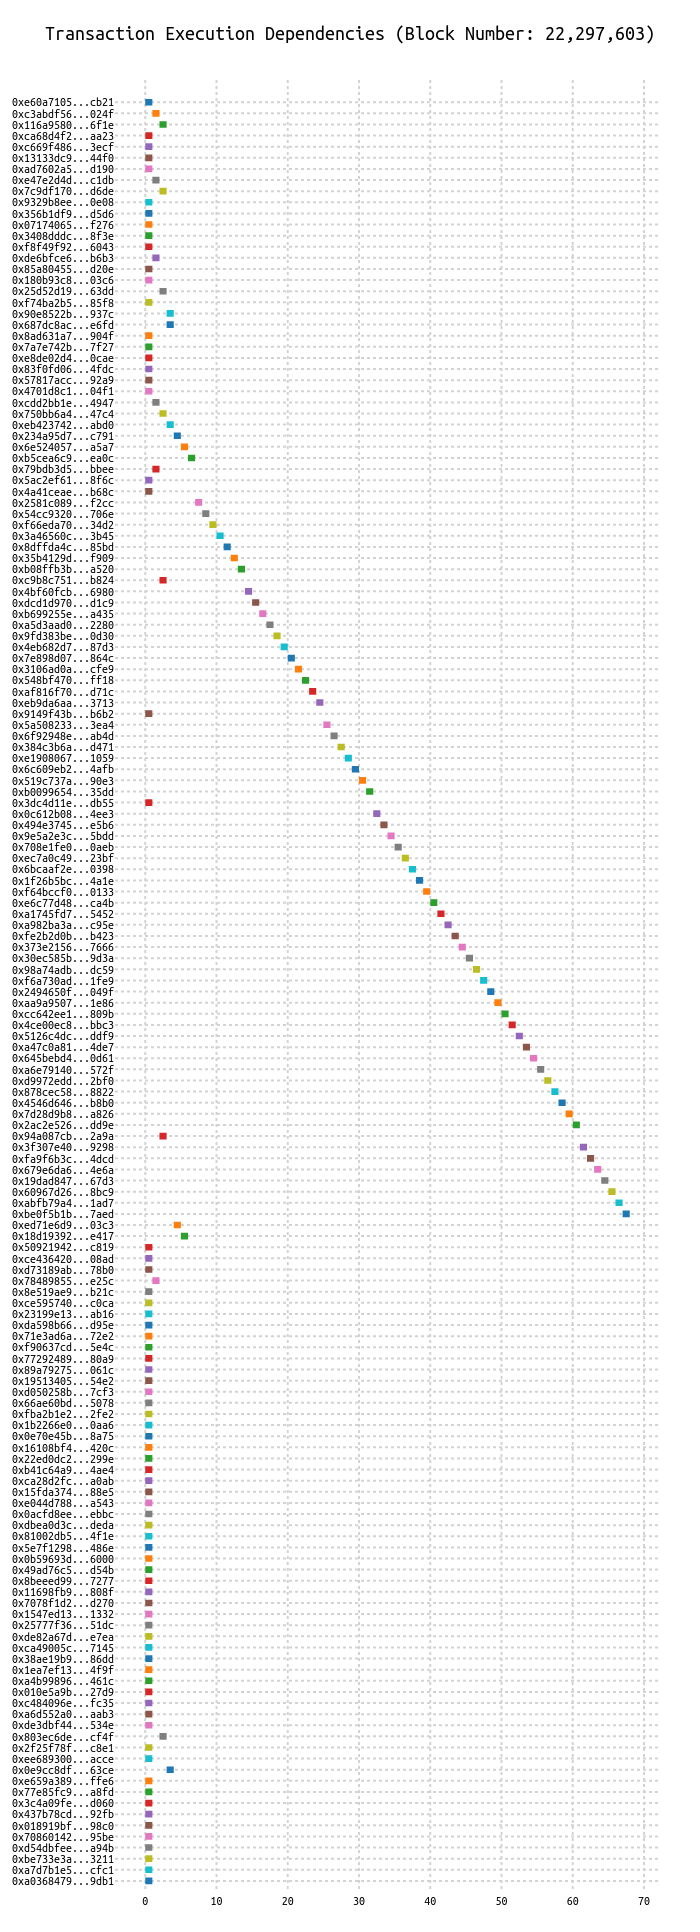 Transaction Execution Dependencies (Block Number: 22,297,603)
0xe60a7105...cb21
0xc3abdf56...024f
0x116a9580...6f1e
0xca68d4f2...aa23
0xc669f486...3ecf
0x13133dc9...44f0
0xad7602a5...d190
0xe47e2d4d...c1db
0x7c9df170...d6de
0x9329b8ee...0e08
0x356b1df9...d5d6
0x07174065...f276
0x3408dddc...8f3e
0xf8f49f92...6043
0xde6bfce6...b6b3
0x85a80455...d20e
0x180b93c8...03c6
0x25d52d19...63dd
0xf74ba2b5...85f8
0x90e8522b...937c
0x687dc8ac...e6fd
0x8ad631a7...904f
0x7a7e742b...7f27
0xe8de02d4...0cae
0x83f0fd06...4fdc
0x57817acc...92a9
0x4701d8c1...04f1
0xcdd2bb1e...4947
0x750bb6a4...47c4
0xeb423742...abd0
0x234a95d7...c791
0x6e524057...a5a7
0xb5cea6c9...ea0c
0x79bdb3d5...bbee
0x5ac2ef61...8f6c
0x4a41ceae...b68c
0x2581c089...f2cc
0x54cc9320...706e
0xf66eda70...34d2
0x3a46560c...3b45
0x8dffda4c...85bd
0x35b4129d...f909
0xb08ffb3b...a520
0xc9b8c751...b824
0x4bf60fcb...6980
0xdcd1d970...d1c9
0xb699255e...a435
0xa5d3aad0...2280
0x9fd383be...0d30
0x4eb682d7...87d3
0x7e898d07...864c
0x3106ad0a...cfe9
0x548bf470...ff18
0xaf816f70...d71c
0xeb9da6aa...3713
0x9149f43b...b6b2
0x5a508233...3ea4
0x6f92948e...ab4d
0x384c3b6a...d471
0xe1908067...1059
0x6c609eb2...4afb
0x519c737a...90e3
0xb0099654...35dd
0x3dc4d11e...db55
0x0c612b08...4ee3
0x494e3745...e5b6
0x9e5a2e3c...5bdd
0x708e1fe0...0aeb
0xec7a0c49...23bf
0x6bcaaf2e...0398
0x1f26b5bc...4a1e
0xf64bccf0...0133
0xe6c77d48...ca4b
0xa1745fd7...5452
0xa982ba3a...c95e
0xfe2b2d0b...b423
0x373e2156...7666
0x30ec585b...9d3a
0x98a74adb...dc59
0xf6a730ad...1fe9
0x2494650f...049f
0xaa9a9507...1e86
0xcc642ee1...809b
0x4ce00ec8...bbc3
0x5126c4dc...ddf9
0xa47c0a81...4de7
0x645bebd4...0d61
0xa6e79140...572f
0xd9972edd...2bf0
0x878cec58...8822
0x4546d646...b8b0
0x7d28d9b8...a826
0x2ac2e526...dd9e
0x94a087cb...2a9a
0x3f307e40...9298
0xfa9f6b3c...4dcd
0x679e6da6...4e6a
0x19dad847...67d3
0x60967d26...8bc9
0xabfb79a4...1ad7
0xbe0f5b1b...7aed
0xed71e6d9...03c3
0x18d19392...e417
0x50921942...c819
0xce436420...08ad
0xd73189ab...78b0
0x78489855...e25c
0x8e519ae9...b21c
0xce595740...c0ca
0x23199e13...ab16
0xda598b66...d95e
0x71e3ad6a...72e2
0xf90637cd...5e4c
0x77292489...80a9
0x89a79275...061c
0x19513405...54e2
0xd050258b...7cf3
0x66ae60bd...5078
0xfba2b1e2...2fe2
0x1b2266e0...0aa6
0x0e70e45b...8a75
0x16108bf4...420c
0x22ed0dc2...299e
0xb41c64a9...4ae4
0xca28d2fc...a0ab
0x15fda374...88e5
0xe044d788...a543
0x0acfd8ee...ebbc
0xdbea0d3c...deda
0x81002db5...4f1e
0x5e7f1298...486e
0x0b59693d...6000
0x49ad76c5...d54b
0x8beeed99...7277
0x11698fb9...808f
0x7078f1d2...d270
0x1547ed13...1332
0x25777f36...51dc
0xde82a67d...e7ea
0xca49005c...7145
0x38ae19b9...86dd
0x1ea7ef13...4f9f
0xa4b99896...461c
0x010e5a9b...27d9
0xc484096e...fc35
0xa6d552a0...aab3
0xde3dbf44...534e
0x803ec6de...cf4f
0x2f25f78f...c8e1
0xee689300...acce
0x0e9cc8df...63ce
0xe659a389...ffe6
0x77e85fc9...a8fd
0x3c4a09fe...d060
0x437b78cd...92fb
0x018919bf...98c0
0x70860142...95be
0xd54dbfee...a94b
0xbe733e3a...3211
0xa7d7b1e5...cfc1
0xa0368479...9db1
0 10 20 30 40 50 60 70